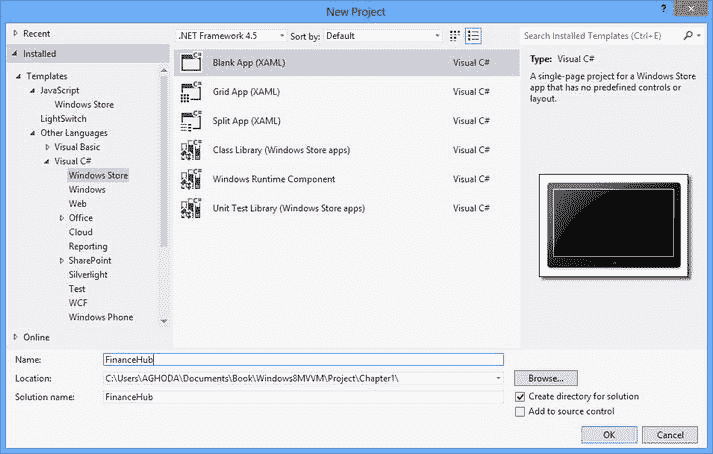 New Project
? x
Recent
Installed
Templates
JavaScript
Windows Store
LightSwitch
Other Languages
Visual Basic
Visual C#
Windows Store
Windows
Web
Office
Cloud
Reporting
SharePoint
Silverlight
Test
WCF
Windows Phone
Online
.NET Framework 4.5 Sort by: Default
Blank App (XAML) Visual C#
Grid App (XAML) Visual C#
Split App (XAML) Visual C#
Class Library (Windows Store apps) Visual C#
Windows Runtime Component Visual C#
Unit Test Library (Windows Store apps) Visual C#
Search Installed Templates (Ctrl+E)
Type: Visual C#
A single-page project for a Windows Store
app that has no predefined controls or
layout.
Name: FinanceHub
Location: C:\Users\AGHODA\Documents\Book\Windows8MVVM\Project\Chapter1\ Browse...
Solution name: FinanceHub
Create directory for solution
Add to source control
OK Cancel